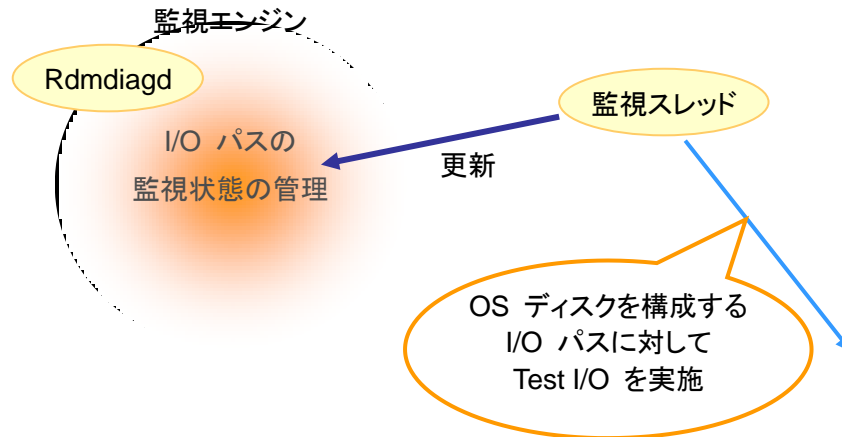 監視エンジン
Rdmdiagd
I/O パスの
監視状態の管理
監視スレッド
更新
OS ディスクを構成する
I/O パスに対して
Test I/O を実施